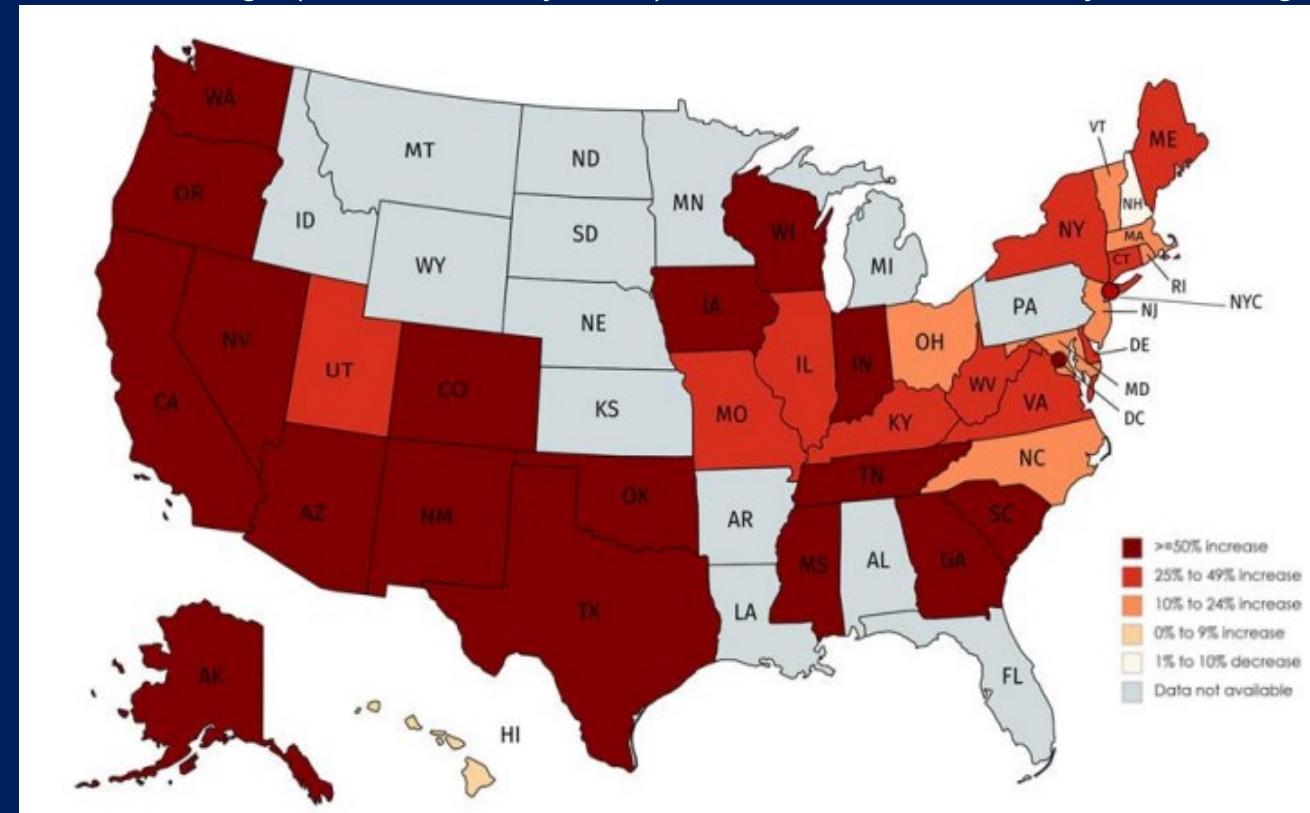 WA
MT
ND
MN
VT
ME
OR
ID
SD
WI
NY
NH
MA
WY
MI
CT
RI
IA
PA
NYC
NE
NJ
NV
OH
DE
UT
IL
IN
CO
WV
MD
CA
KS
MO
VA
DC
KY
NC
TN
OK
AZ
NM
AR
SC
MS
AL
GA
TX
LA
FL
AK
HI
>=50% increase
25% to 49% increase
10% to 24% increase
0% to 9% increase
1% to 10% decrease
Data not available